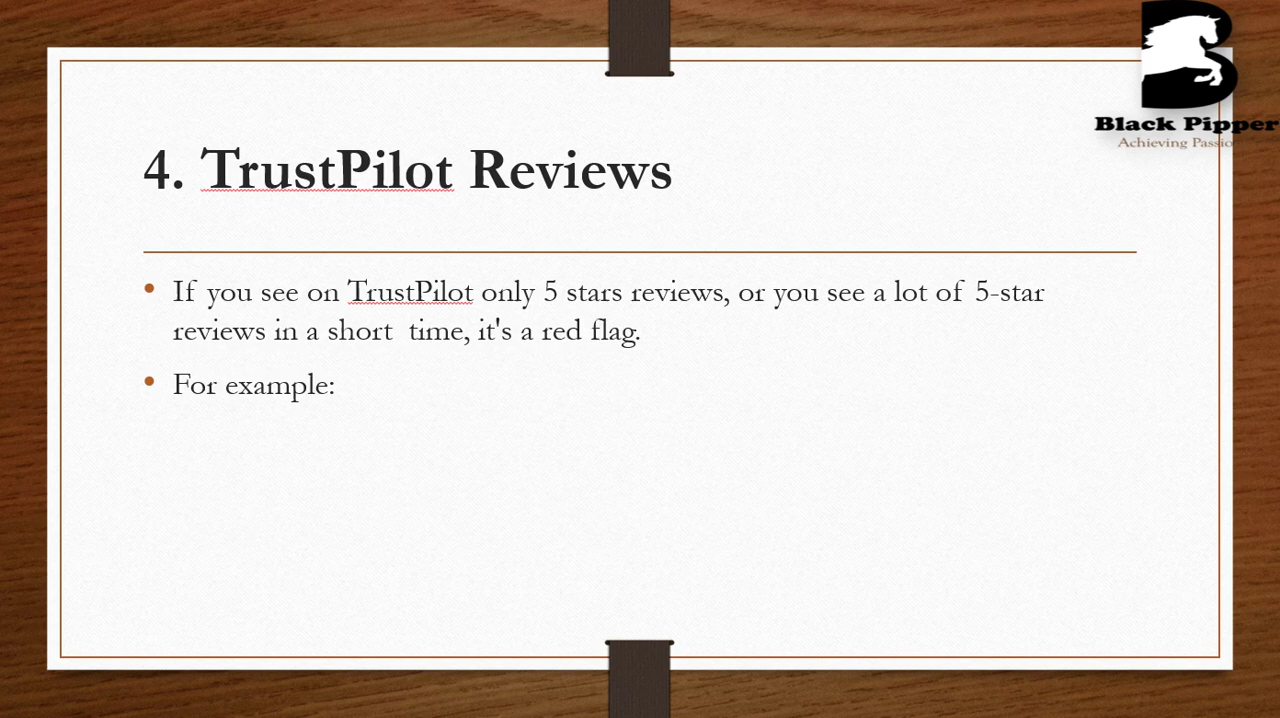 Black Pipper
Achieving Passio
4. TrustPilot Reviews
• If you see on TrustPilot only 5 stars reviews, or you see a lot of 5-star
reviews in a short time, it's a red flag.
• For example: